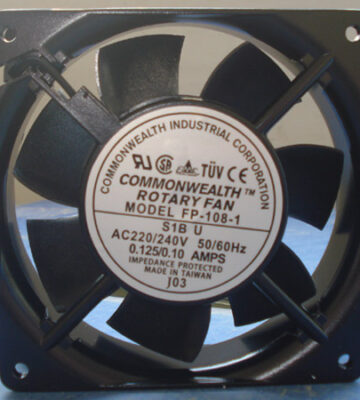 COMMONWEALTH INDUSTRIAL CORPORATION
TÜV CE
COMMONWEALTH™
ROTARY FAN
MODEL FP-108-1
S1B U
AC220/240V 50/60Hz
0.125/0.10 AMPS
IMPEDANCE PROTECTED
MADE IN TAIWAN
J03